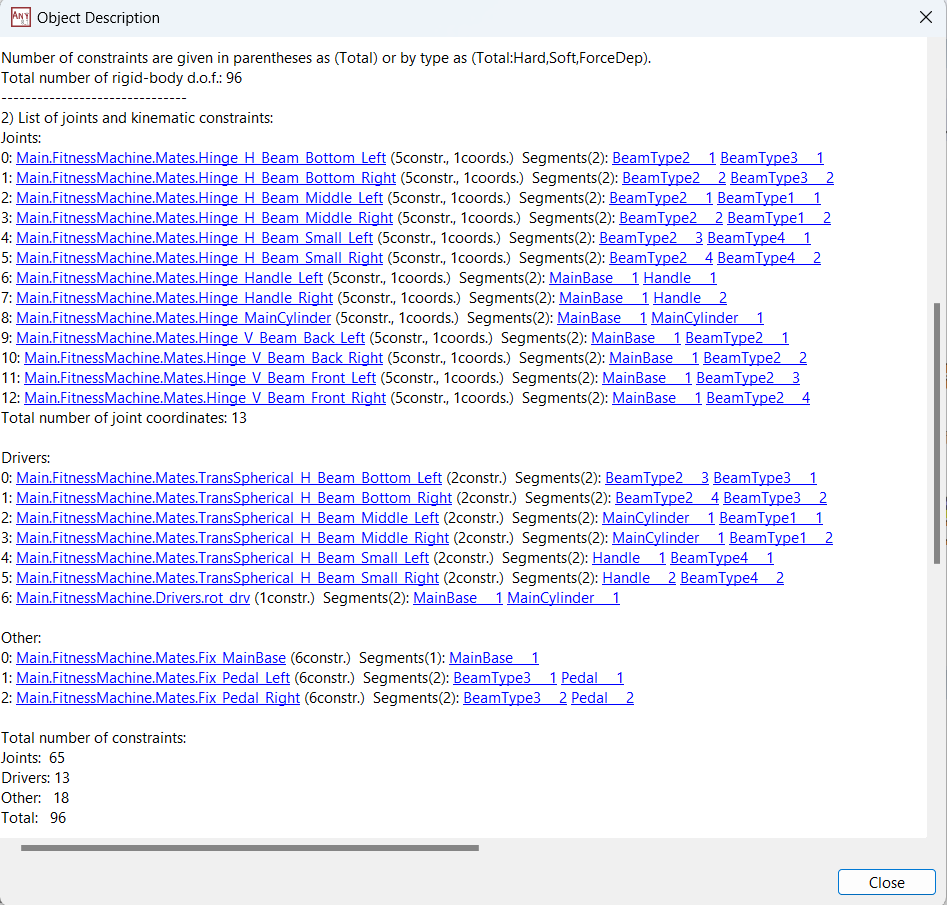 ANY
Object Description
Number of constraints are given in parentheses as (Total) or by type as (Total:Hard,Soft,ForceDep).
Total number of rigid-body d.o.f.: 96
-------------------------------
2) List of joints and kinematic constraints:
Joints:
0: Main.FitnessMachine.Mates.Hinge_H_Beam_Bottom_Left (5constr., 1coords.)  Segments(2): BeamType2__1 BeamType3__1
1: Main.FitnessMachine.Mates.Hinge_H_Beam_Bottom_Right (5constr., 1coords.)  Segments(2): BeamType2__2 BeamType3__2
2: Main.FitnessMachine.Mates.Hinge_H_Beam_Middle_Left (5constr., 1coords.)  Segments(2): BeamType2__1 BeamType1__1
3: Main.FitnessMachine.Mates.Hinge_H_Beam_Middle_Right (5constr., 1coords.)  Segments(2): BeamType2__2 BeamType1__2
4: Main.FitnessMachine.Mates.Hinge_H_Beam_Small_Left (5constr., 1coords.)  Segments(2): BeamType2__3 BeamType4__1
5: Main.FitnessMachine.Mates.Hinge_H_Beam_Small_Right (5constr., 1coords.)  Segments(2): BeamType2__4 BeamType4__2
6: Main.FitnessMachine.Mates.Hinge_Handle_Left (5constr., 1coords.)  Segments(2): MainBase__1 Handle__1
7: Main.FitnessMachine.Mates.Hinge_Handle_Right (5constr., 1coords.)  Segments(2): MainBase__1 Handle__2
8: Main.FitnessMachine.Mates.Hinge_MainCylinder (5constr., 1coords.)  Segments(2): MainBase__1 MainCylinder__1
9: Main.FitnessMachine.Mates.Hinge_V_Beam_Back_Left (5constr., 1coords.)  Segments(2): MainBase__1 BeamType2__1
10: Main.FitnessMachine.Mates.Hinge_V_Beam_Back_Right (5constr., 1coords.)  Segments(2): MainBase__1 BeamType2__2
11: Main.FitnessMachine.Mates.Hinge_V_Beam_Front_Left (5constr., 1coords.)  Segments(2): MainBase__1 BeamType2__3
12: Main.FitnessMachine.Mates.Hinge_V_Beam_Front_Right (5constr., 1coords.)  Segments(2): MainBase__1 BeamType2__4
Total number of joint coordinates: 13
Drivers:
0: Main.FitnessMachine.Mates.TransSpherical_H_Beam_Bottom_Left (2constr.)  Segments(2): BeamType2__3 BeamType3__1
1: Main.FitnessMachine.Mates.TransSpherical_H_Beam_Bottom_Right (2constr.)  Segments(2): BeamType2__4 BeamType3__2
2: Main.FitnessMachine.Mates.TransSpherical_H_Beam_Middle_Left (2constr.)  Segments(2): MainCylinder__1 BeamType1__1
3: Main.FitnessMachine.Mates.TransSpherical_H_Beam_Middle_Right (2constr.)  Segments(2): MainCylinder__1 BeamType1__2
4: Main.FitnessMachine.Mates.TransSpherical_H_Beam_Small_Left (2constr.)  Segments(2): Handle__1 BeamType4__1
5: Main.FitnessMachine.Mates.TransSpherical_H_Beam_Small_Right (2constr.)  Segments(2): Handle__2 BeamType4__2
6: Main.FitnessMachine.Drivers.rot_drv (1constr.)  Segments(2): MainBase__1 MainCylinder__1
Other:
0: Main.FitnessMachine.Mates.Fix_MainBase (6constr.)  Segments(1): MainBase__1
1: Main.FitnessMachine.Mates.Fix_Pedal_Left (6constr.)  Segments(2): BeamType3__1 Pedal__1
2: Main.FitnessMachine.Mates.Fix_Pedal_Right (6constr.)  Segments(2): BeamType3__2 Pedal__2
Total number of constraints:
Joints:  65
Drivers: 13
Other:   18
Total:   96
Close